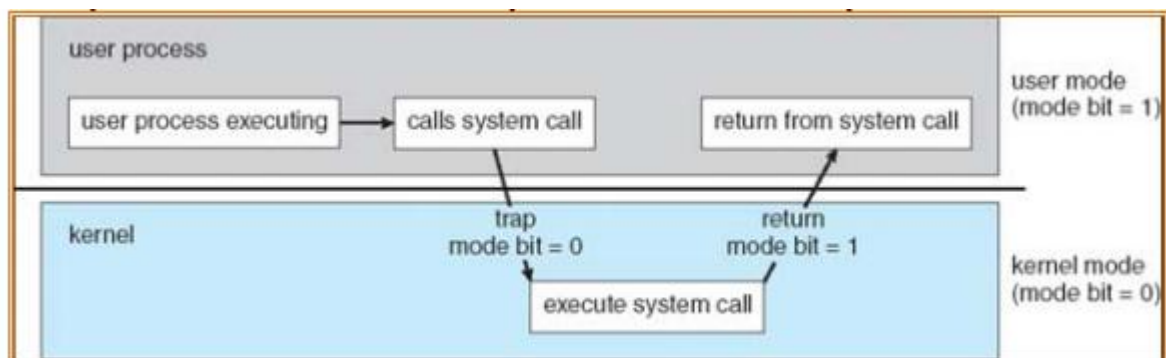 user process
user process executing
calls system call
return from system call
user mode
(mode bit = 1)
kernel
trap
mode bit = 0
return
mode bit = 1
execute system call
kernel mode
(mode bit = 0)